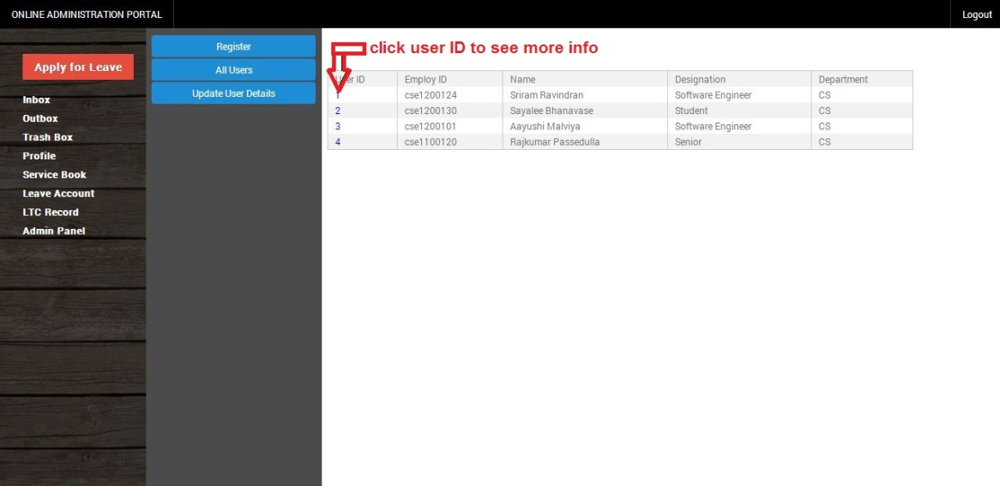 ONLINE ADMINISTRATION PORTAL Logout
Apply for Leave
Inbox
Outbox
Trash Box
Profile
Service Book
Leave Account
LTC Record
Admin Panel
Register
All Users
Update User Details
click user ID to see more info
User ID Employ ID Name Designation Department
1 cse1200124 Sriram Ravindran Software Engineer CS
2 cse1200130 Sayalee Bhanavase Student CS
3 cse1200101 Aayushi Malviya Software Engineer CS
4 cse1100120 Rajkumar Passedulla Senior CS